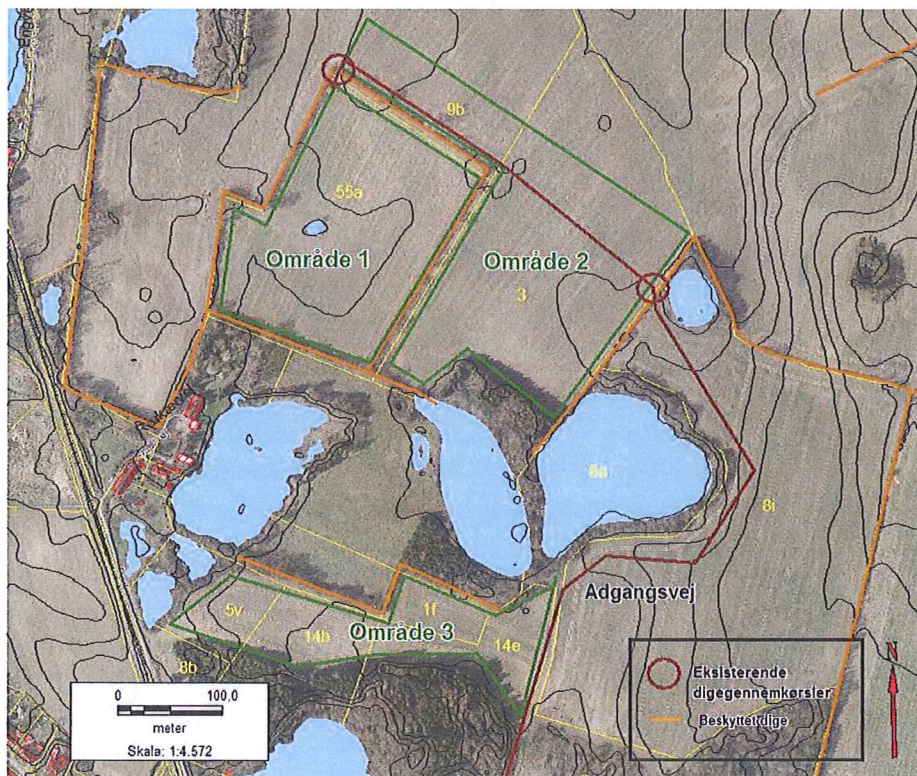 9b
55a
Område 1
Område 2
3
8a
8i
Adgangsvej
5v
1f
14b
Område 3
14e
8b
0 100,0
meter
Skala: 1:4.572
Eksisterende
digegennemkørsler
Beskyttet dige
N